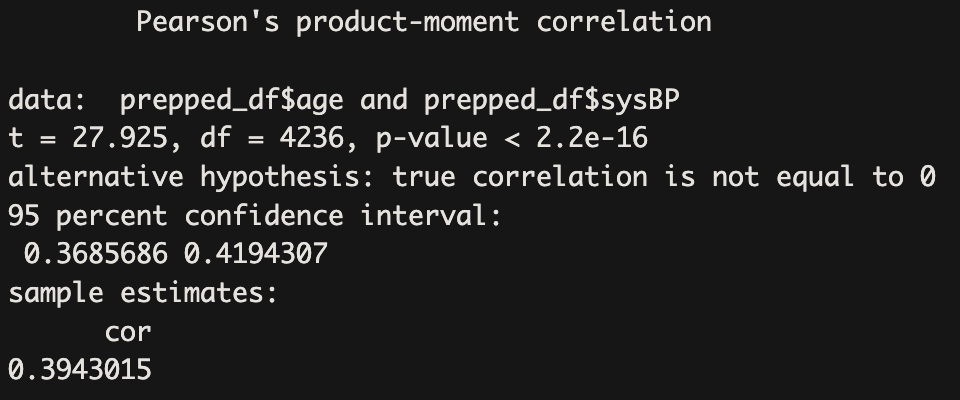 Pearson's product-moment correlation
data:  prepped_df$age and prepped_df$sysBP
t = 27.925, df = 4236, p-value < 2.2e-16
alternative hypothesis: true correlation is not equal to 0
95 percent confidence interval:
 0.3685686 0.4194307
sample estimates:
      cor
0.3943015